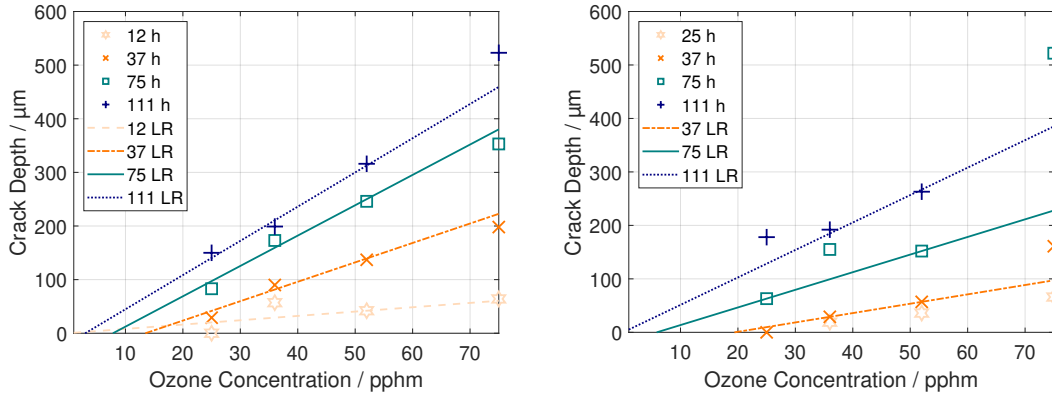 600
500
400
300
200
100
0
Crack Depth / µm
12 h
37 h
75 h
111 h
12 LR
37 LR
75 LR
111 LR
10 20 30 40 50 60 70
Ozone Concentration / pphm
600
500
400
300
200
100
0
Crack Depth / µm
25 h
37 h
75 h
111 h
37 LR
75 LR
111 LR
10 20 30 40 50 60 70
Ozone Concentration / pphm